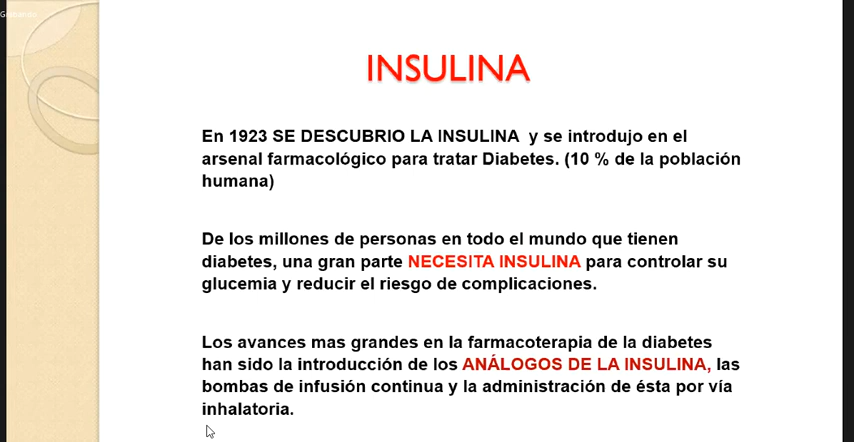 Grabando
INSULINA
En 1923 SE DESCUBRIO LA INSULINA y se introdujo en el
arsenal farmacológico para tratar Diabetes. (10 % de la población
humana)
De los millones de personas en todo el mundo que tienen
diabetes, una gran parte NECESITA INSULINA para controlar su
glucemia y reducir el riesgo de complicaciones.
Los avances mas grandes en la farmacoterapia de la diabetes
han sido la introducción de los ANÁLOGOS DE LA INSULINA, las
bombas de infusión continua y la administración de ésta por vía
inhalatoria.